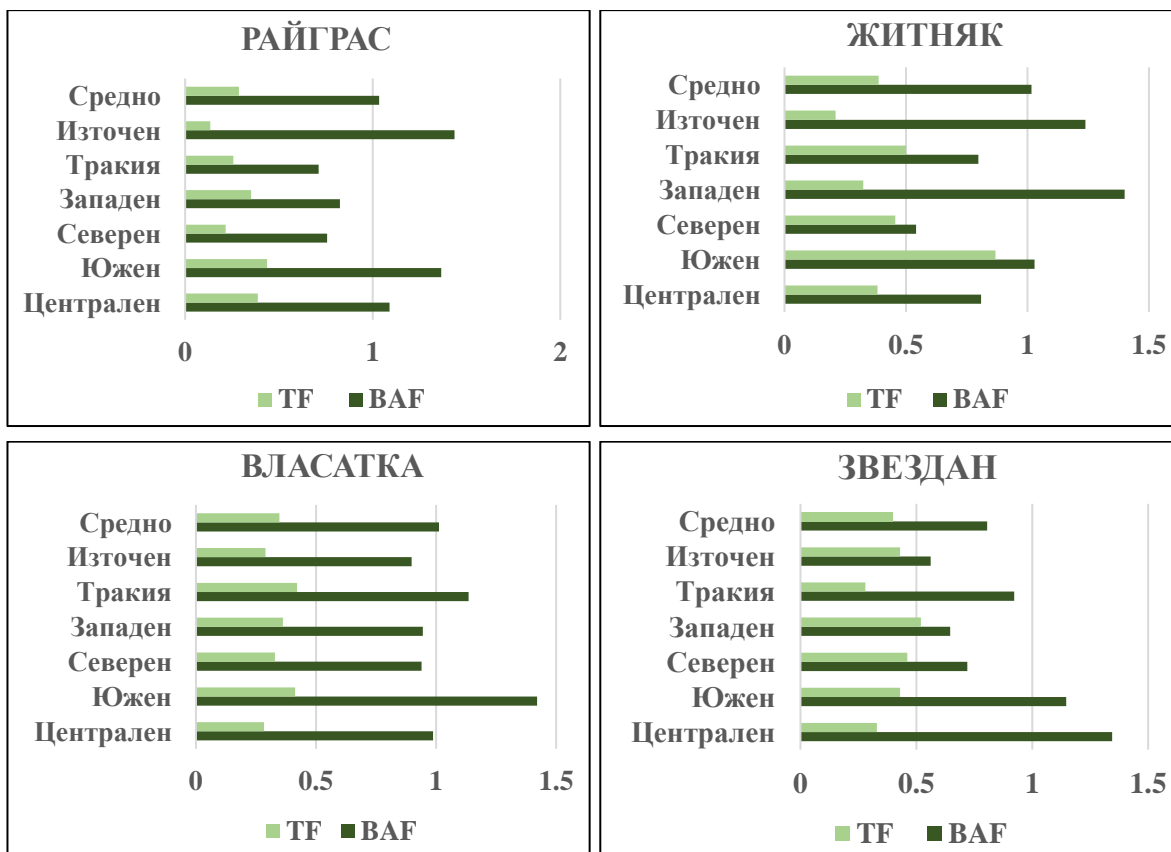 РАЙГРАС
Средно
Източен
Тракия
Западен
Северен
Южен
Централен
0 1 2
TF BAF
ЖИТНЯК
Средно
Източен
Тракия
Западен
Северен
Южен
Централен
0 0.5 1 1.5
TF BAF
ВЛАСАТКА
Средно
Източен
Тракия
Западен
Северен
Южен
Централен
0 0.5 1 1.5
TF BAF
ЗВЕЗДАН
Средно
Източен
Тракия
Западен
Северен
Южен
Централен
0 0.5 1 1.5
TF BAF